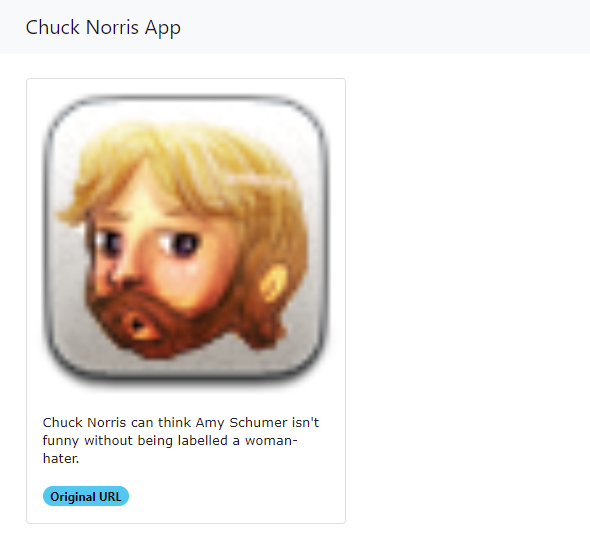 Chuck Norris App
Chuck Norris can think Amy Schumer isn't
funny without being labelled a woman-
hater.
Original URL